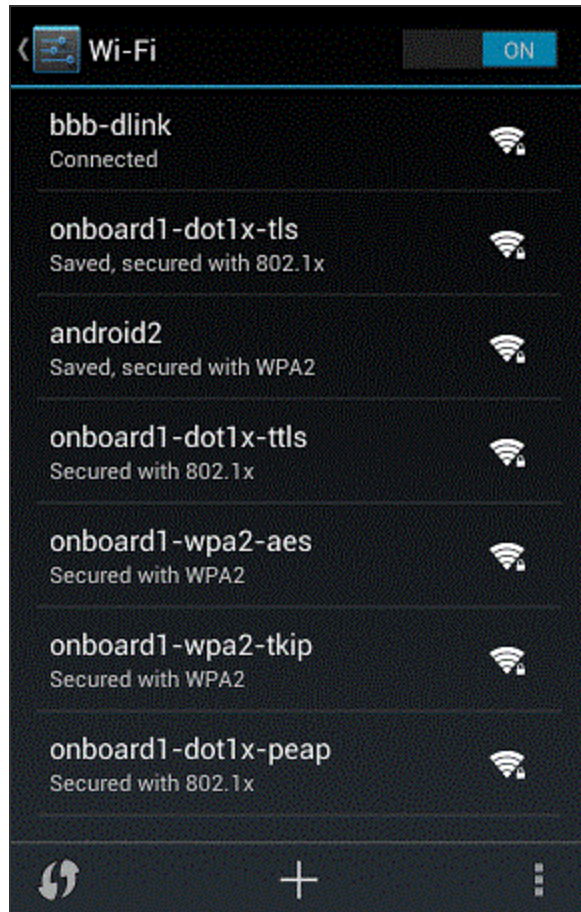 Wi-Fi
ON
bbb-dlink
Connected
onboard1-dot1x-tls
Saved, secured with 802.1x
android2
Saved, secured with WPA2
onboard1-dot1x-ttls
Secured with 802.1x
onboard1-wpa2-aes
Secured with WPA2
onboard1-wpa2-tkip
Secured with WPA2
onboard1-dot1x-peap
Secured with 802.1x